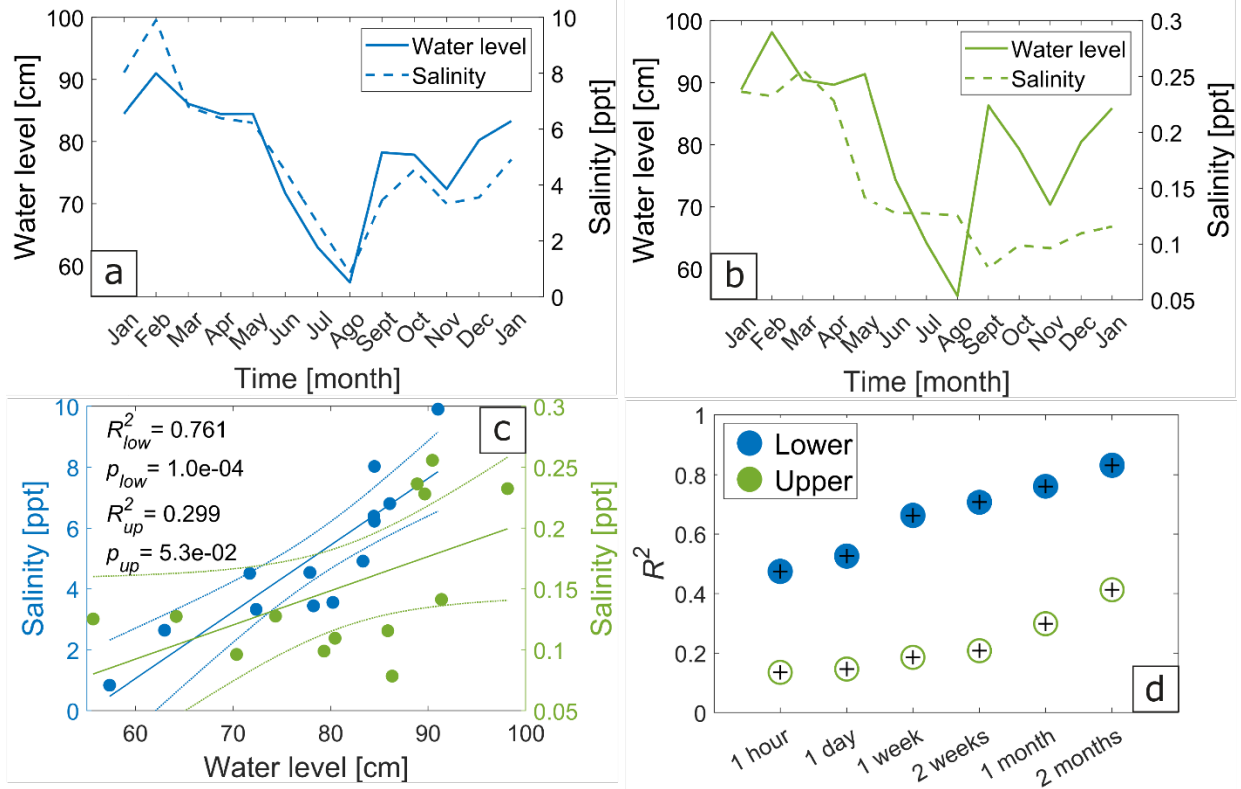 100
90
80
70
60
Water level [cm]
Water level
Salinity
10
8
6
4
2
0
Salinity [ppt]
a
Jan
Feb
Mar
Apr
May
Jun
Jul
Ago
Sept
Oct
Nov
Dec
Jan
Time [month]
100
90
80
70
60
Water level [cm]
Water level
Salinity
0.3
0.25
0.2
0.15
0.1
0.05
Salinity [ppt]
b
Jan
Feb
Mar
Apr
May
Jun
Jul
Ago
Sept
Oct
Nov
Dec
Jan
Time [month]
10
8
6
4
2
0
Salinity [ppt]
R²low = 0.761
plow = 1.0e-04
R²up = 0.299
pup = 5.3e-02
c
0.3
0.25
0.2
0.15
0.1
0.05
Salinity [ppt]
60
70
80
90
100
Water level [cm]
1
0.8
0.6
0.4
0.2
0
R²
Lower
Upper
d
1 hour
1 day
1 week
2 weeks
1 month
2 months